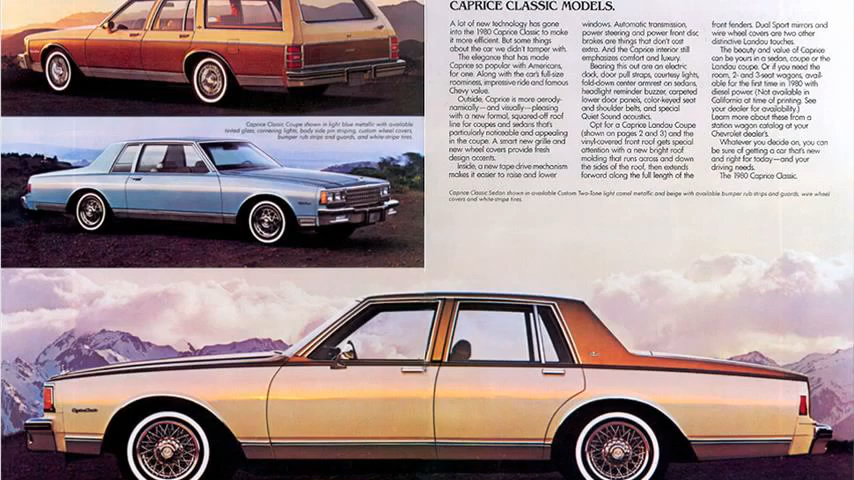 CAPRICE CLASSIC MODELS.
A lot of new technology has gone
into the 1980 Caprice Classic to make
it more efficient. But some things
about the car we didn't tamper with.
The elegance that has made
Caprice so popular with Americans,
for one. Along with the car's full-size
roominess, impressive ride and famous
Chevy value.
Outside, Caprice is more aerody-
namically—and visually—pleasing
with a new formal, squared-off roof
line for coupes and sedans that's
particularly noticeable and appealing
in the coupe. A smart new grille and
new wheel covers provide fresh
design accents.
Inside, a new tape drive mechanism
makes it easier to raise and lower
windows. Automatic transmission,
power steering and power front disc
brakes are things that don't cost
extra. And the Caprice interior still
emphasizes comfort and luxury.
Bearing this out are an electric
clock, door pull straps, courtesy lights,
fold-down center armrest on sedans,
headlight reminder buzzer, carpeted
lower door panels, color-keyed seat
and shoulder belts, and special
Quiet Sound acoustics.
Opt for a Caprice Landau Coupe
(shown on pages 2 and 3) and the
vinyl-covered front roof gets special
attention with a new bright roof
molding that runs across and down
the sides of the roof, then extends
forward along the full length of the
front fenders. Dual Sport mirrors and
wire wheel covers are two other
distinctive Landau touches.
The beauty and value of Caprice
can be yours in a sedan, coupe or the
Landau coupe. Or if you need the
room, 2- and 3-seat wagons, avail-
able for the first time in 1980 with
diesel power. (Not available in
California at time of printing. See
your dealer for availability.)
Learn more about these from a
station wagon catalog at your
Chevrolet dealer's.
Whatever you decide on, you can
be sure of getting a car that's new
and right for today—and your
driving needs.
The 1980 Caprice Classic.
Caprice Classic Coupe shown in light blue metallic with available
tinted glass, cornering lights, body side pin striping, custom wheel covers,
bumper rub strips and guards, and white-stripe tires.
Caprice Classic Sedan shown in available Custom Two-Tone light camel metallic and beige with available bumper rub strips and guards, wire wheel
covers and white-stripe tires.
Caprice Classic